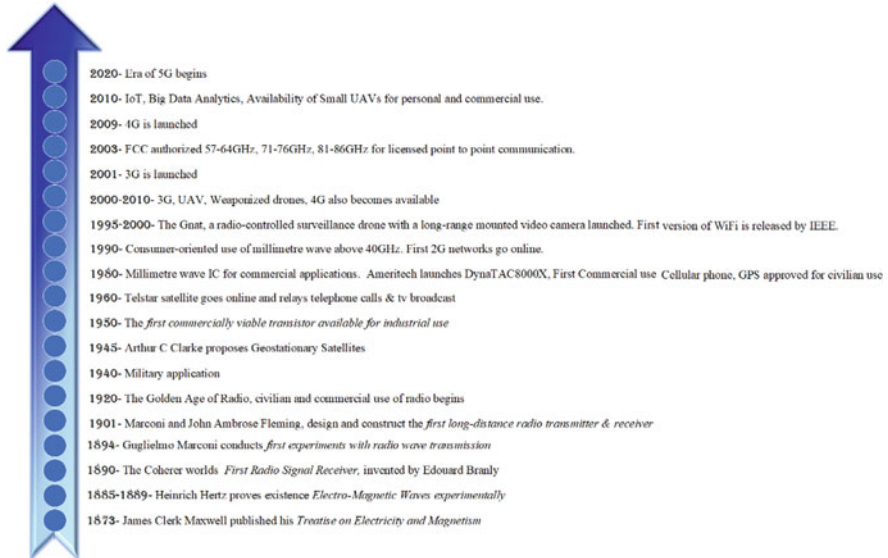 2020- Era of 5G begins
2010- IoT, Big Data Analytics, Availability of Small UAVs for personal and commercial use.
2009- 4G is launched
2003- FCC authorized 57-64GHz, 71-76GHz, 81-86GHz for licensed point to point communication.
2001- 3G is launched
2000-2010- 3G, UAV, Weaponized drones, 4G also becomes available
1995-2000- The Gnat, a radio-controlled surveillance drone with a long-range mounted video camera launched. First version of WiFi is released by IEEE.
1990- Consumer-oriented use of millimetre wave above 40GHz. First 2G networks go online.
1980- Millimetre wave IC for commercial applications. Ameritech launches DynaTAC8000X, First Commercial use Cellular phone, GPS approved for civilian use
1960- Telstar satellite goes online and relays telephone calls & tv broadcast
1950- The first commercially viable transistor available for industrial use
1945- Arthur C Clarke proposes Geostationary Satellites
1940- Military application
1920- The Golden Age of Radio, civilian and commercial use of radio begins
1901- Marconi and John Ambrose Fleming, design and construct the first long-distance radio transmitter & receiver
1894- Guglielmo Marconi conducts first experiments with radio wave transmission
1890- The Coherer worlds First Radio Signal Receiver, invented by Edouard Branly
1885-1889- Heinrich Hertz proves existence Electro-Magnetic Waves experimentally
1873- James Clerk Maxwell published his Treatise on Electricity and Magnetism